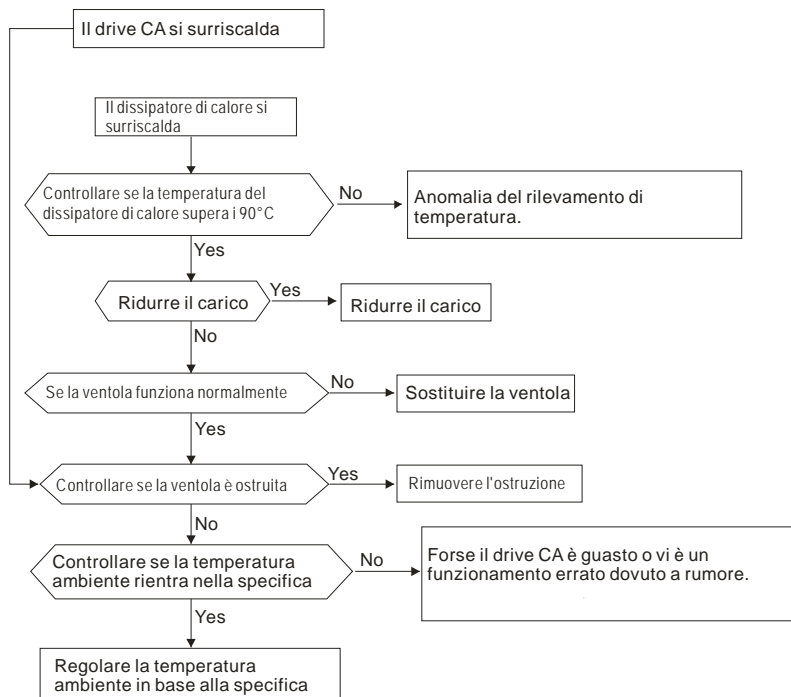 Il drive CA si surriscalda
Il dissipatore di calore si
surriscalda
Controllare se la temperatura del
dissipatore di calore supera i 90°C
No
Anomalia del rilevamento di
temperatura.
Yes
Ridurre il carico
Yes
Ridurre il carico
No
Se la ventola funziona normalmente
No
Sostituire la ventola
Yes
Controllare se la ventola è ostruita
Yes
Rimuovere l'ostruzione
No
Controllare se la temperatura
ambiente rientra nella specifica
No
Forse il drive CA è guasto o vi è un
funzionamento errato dovuto a rumore.
Yes
Regolare la temperatura
ambiente in base alla specifica